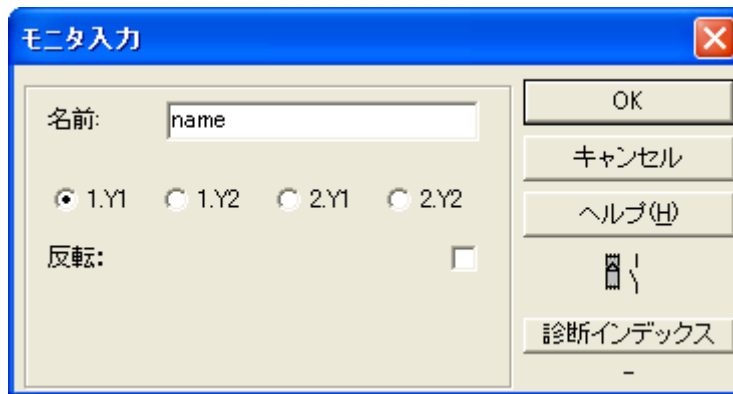 モニタ入力
名前: name
1.Y1 1.Y2 2.Y1 2.Y2
反転:
OK
キャンセル
ヘルプ(H)
診断インデックス
-